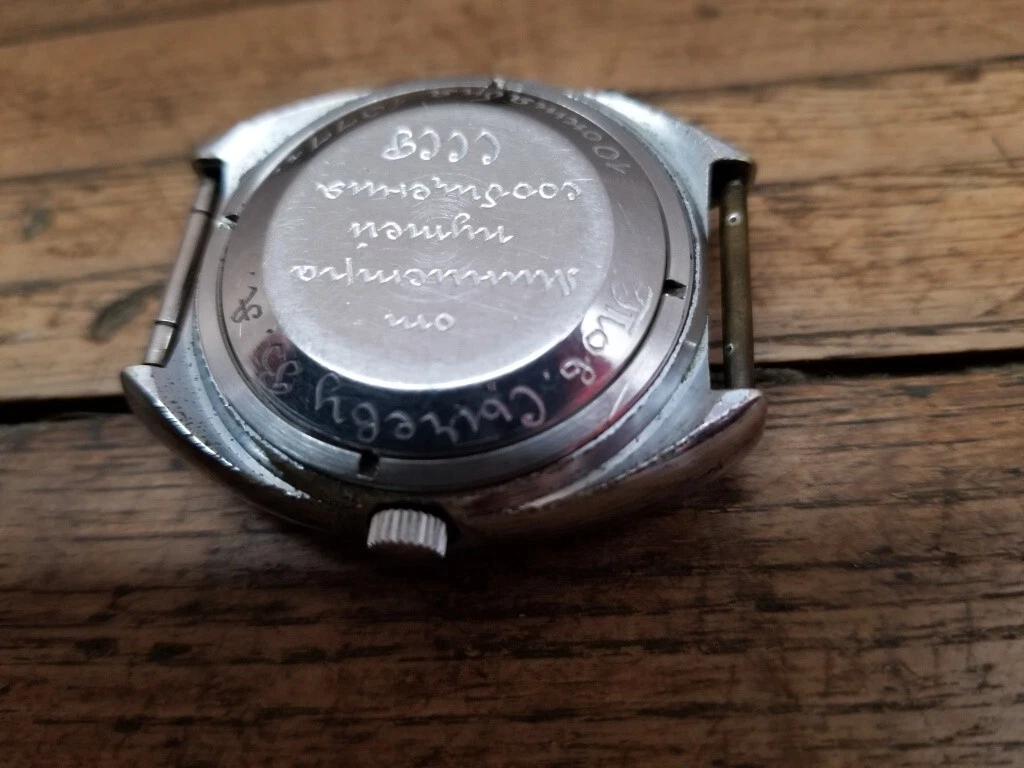 Тов. Сычеву В. А.
от
Министра
путей
сообщения
СССР